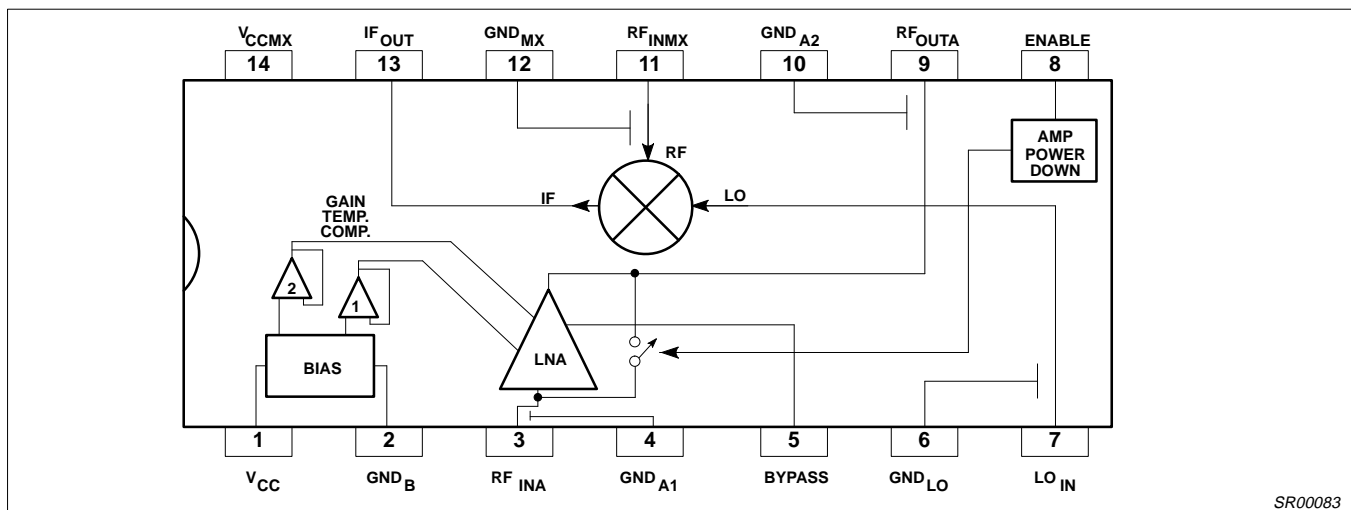 VCCMX IFOUT GNDMX RFINMX GNDA2 RFOUTA ENABLE
14 13 12 11 10 9 8
AMP
POWER
DOWN
RF
IF LO
GAIN
TEMP.
COMP.
2
1
BIAS
LNA
1 2 3 4 5 6 7
VCC GNDB RF INA GNDA1 BYPASS GNDLO LO IN
SR00083